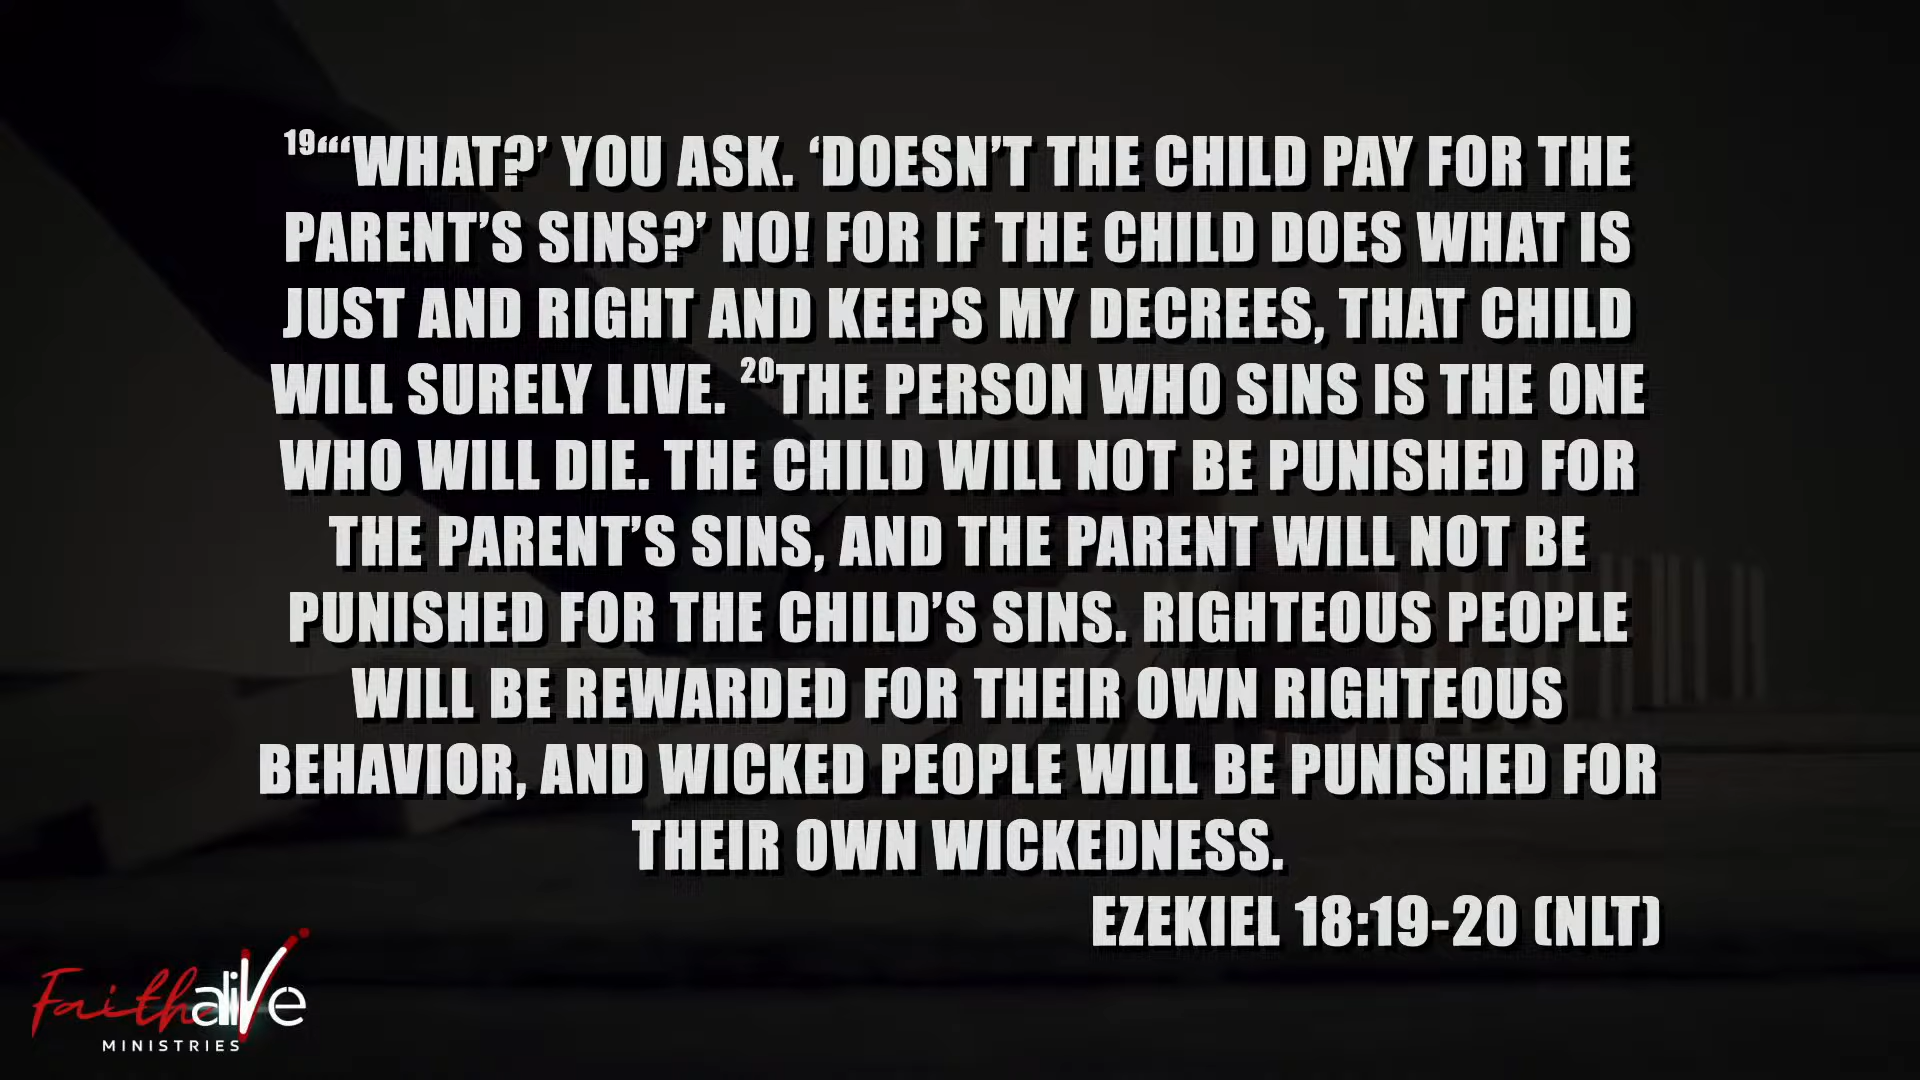 ¹⁹“‘“‘WHAT?’ YOU ASK. ‘DOESN’T THE CHILD PAY FOR THE
PARENT’S SINS?’ NO! FOR IF THE CHILD DOES WHAT IS
JUST AND RIGHT AND KEEPS MY DECREES, THAT CHILD
WILL SURELY LIVE. ²⁰THE PERSON WHO SINS IS THE ONE
WHO WILL DIE. THE CHILD WILL NOT BE PUNISHED FOR
THE PARENT’S SINS, AND THE PARENT WILL NOT BE
PUNISHED FOR THE CHILD’S SINS. RIGHTEOUS PEOPLE
WILL BE REWARDED FOR THEIR OWN RIGHTEOUS
BEHAVIOR, AND WICKED PEOPLE WILL BE PUNISHED FOR
THEIR OWN WICKEDNESS.
EZEKIEL 18:19-20 (NLT)
Faithalive
MINISTRIES